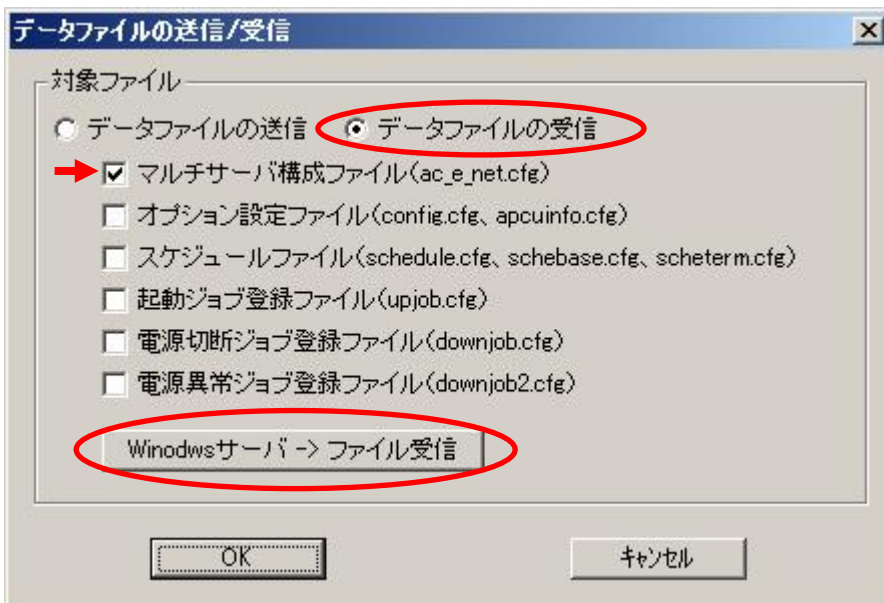 データファイルの送信/受信
対象ファイル
データファイルの送信 データファイルの受信
マルチサーバ構成ファイル(ac_e_net.cfg)
オプション設定ファイル(config.cfg、apcuinfo.cfg)
スケジュールファイル(schedule.cfg、schebase.cfg、scheterm.cfg)
起動ジョブ登録ファイル(upjob.cfg)
電源切断ジョブ登録ファイル(downjob.cfg)
電源異常ジョブ登録ファイル(downjob2.cfg)
Winodwsサーバ -> ファイル受信
OK キャンセル